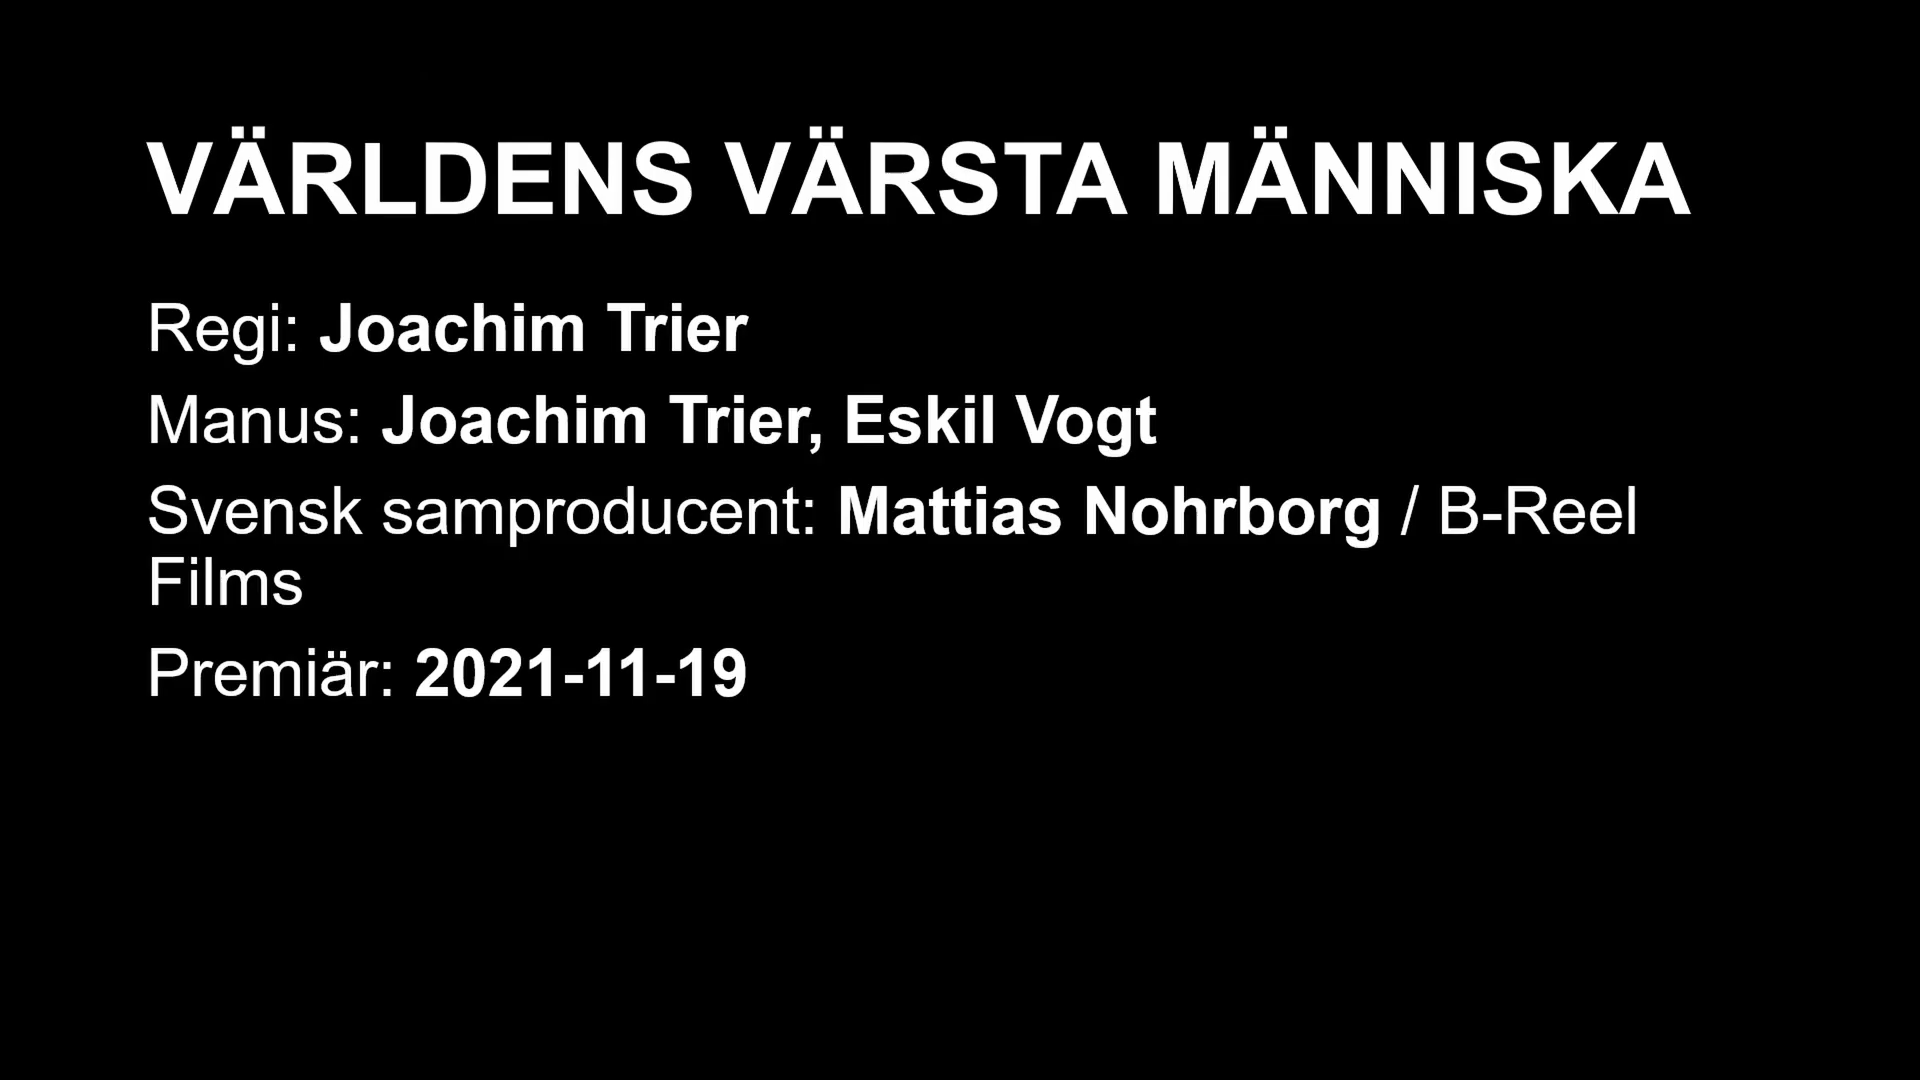 VÄRLDENS VÄRSTA MÄNNISKA
Regi: Joachim Trier
Manus: Joachim Trier, Eskil Vogt
Svensk samproducent: Mattias Nohrborg / B-Reel
Films
Premiär: 2021-11-19